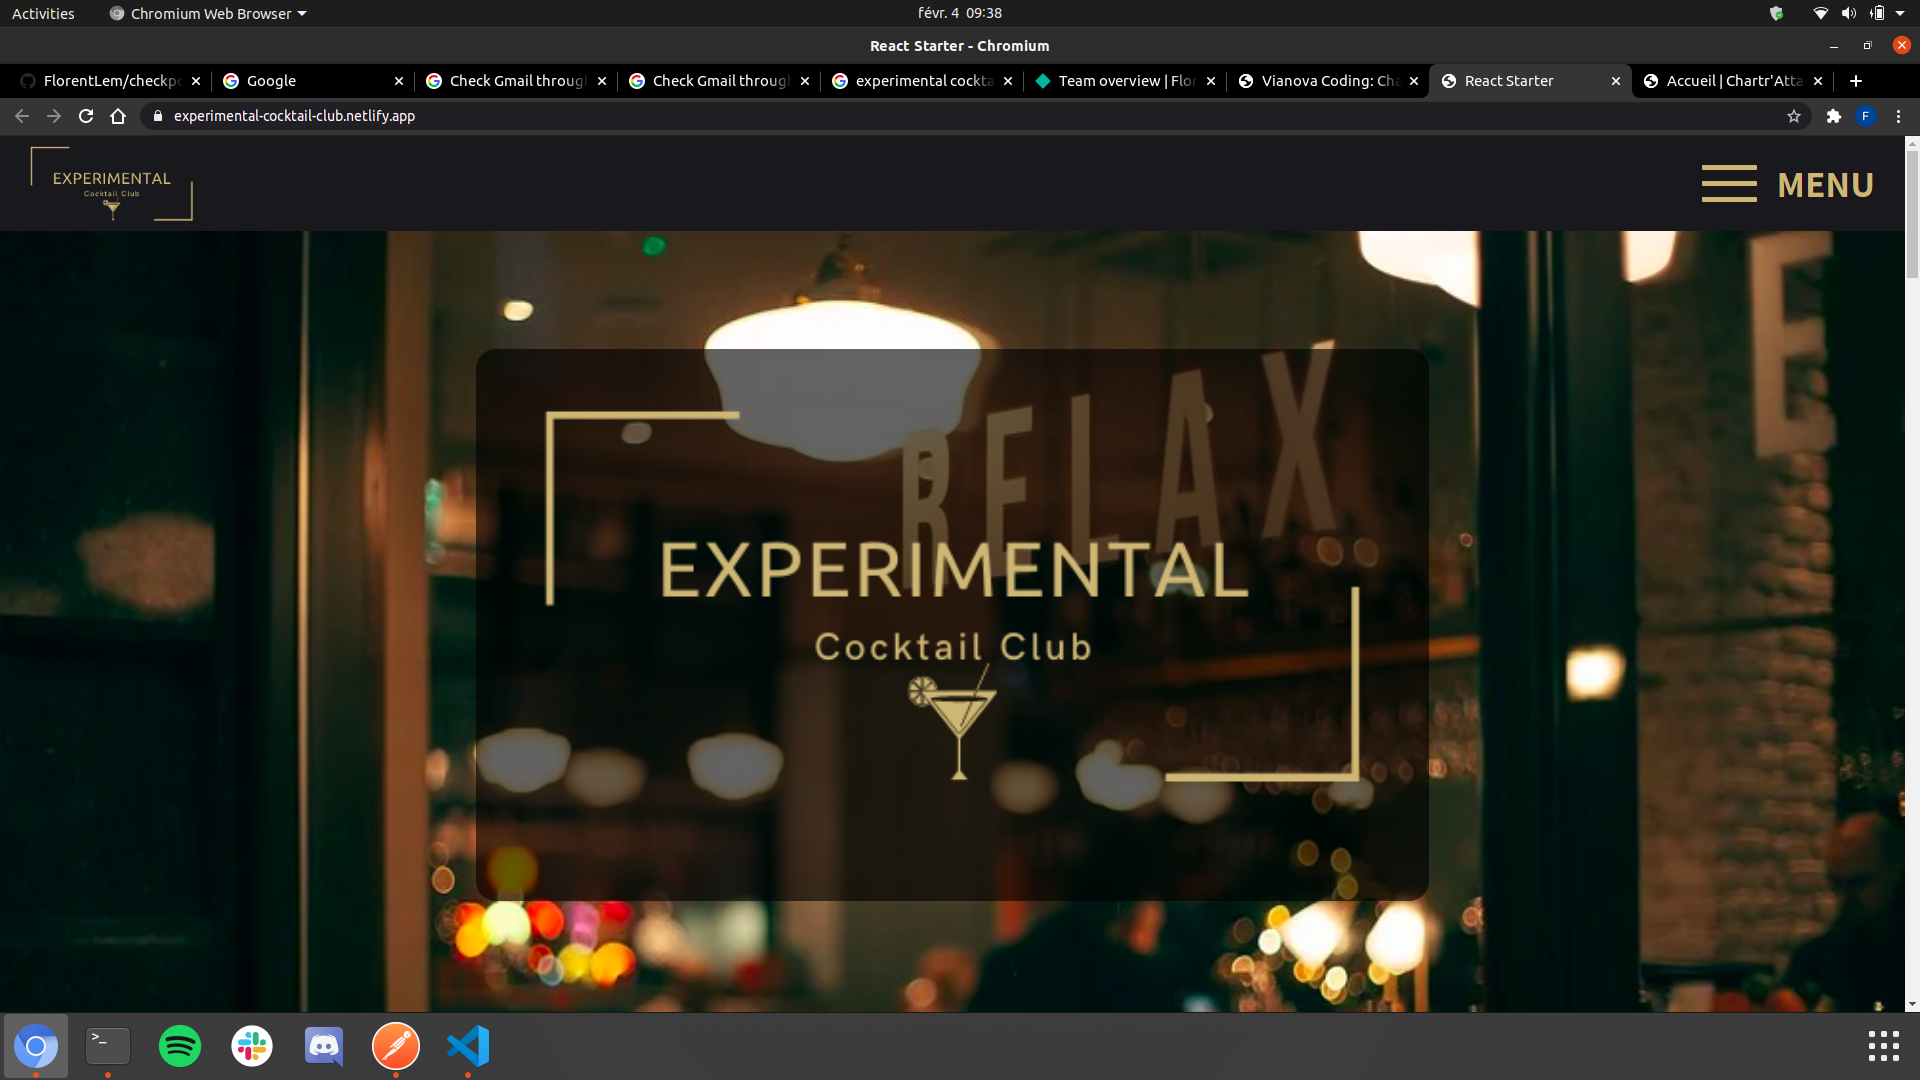 Activities
Chromium Web Browser
févr. 4 09:38
React Starter - Chromium
FlorentLem/checkp
Google
Check Gmail throug
Check Gmail throug
experimental cockta
Team overview | Flo
Vianova Coding: Ch
React Starter
Accueil | Chartr'Atta
experimental-cocktail-club.netlify.app
F
EXPERIMENTAL
Cocktail Club
MENU
E
RELAX
EXPERIMENTAL
Cocktail Club
>_